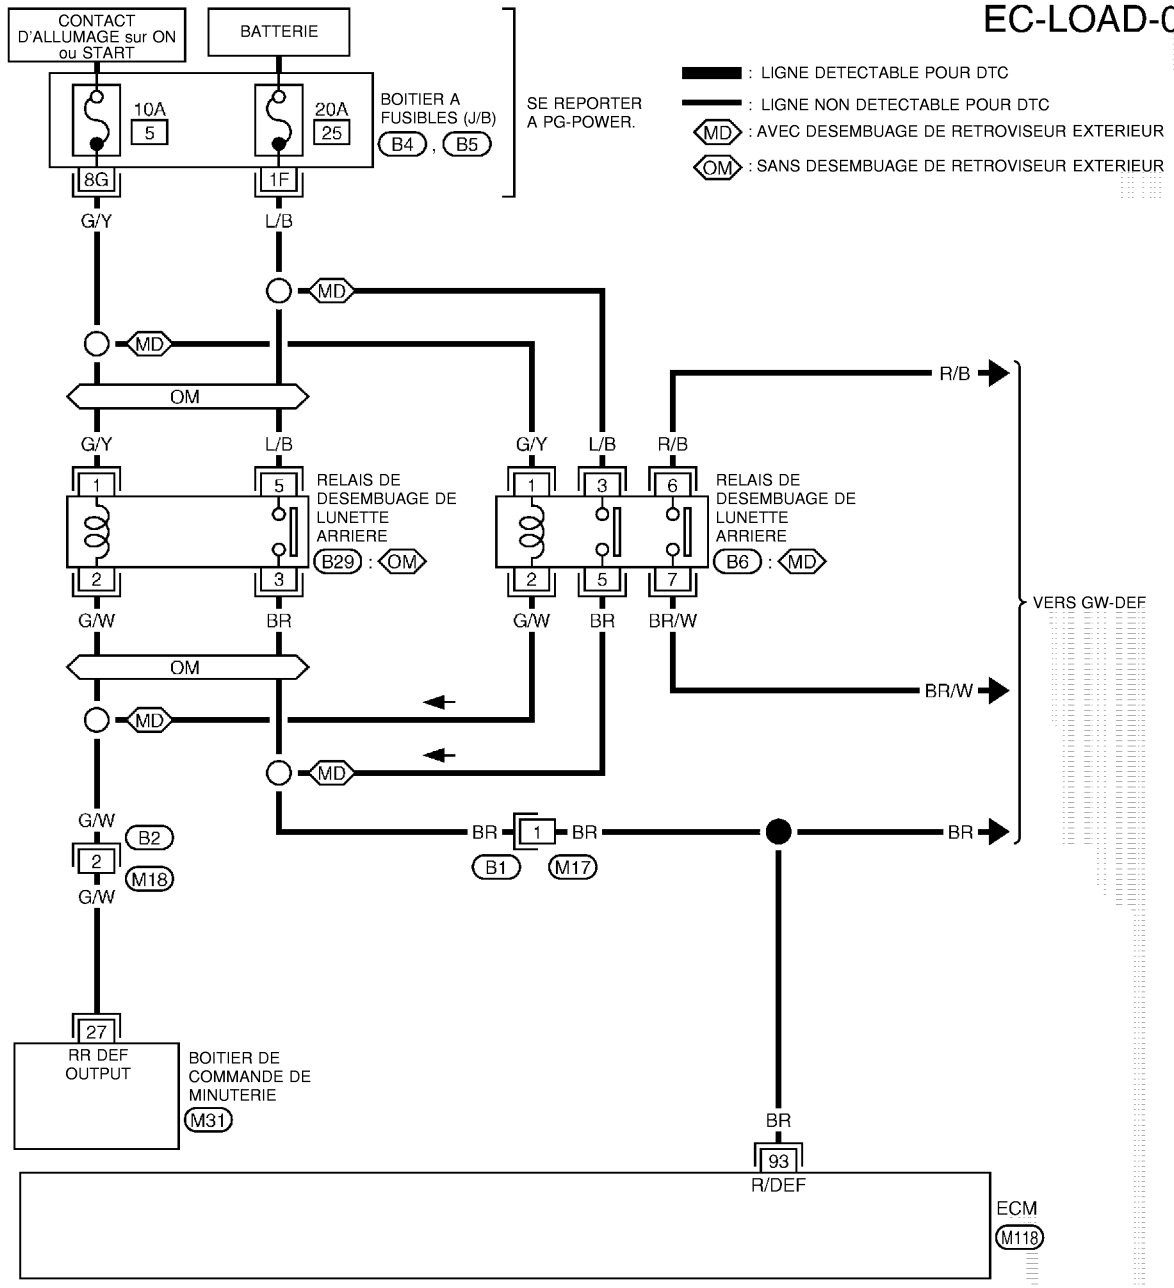 EC-LOAD-0
CONTACT
D'ALLUMAGE sur ON
ou START
BATTERIE
10A
5
20A
25
BOITIER A
FUSIBLES (J/B)
B4 , B5
SE REPORTER
A PG-POWER.
: LIGNE DETECTABLE POUR DTC
: LIGNE NON DETECTABLE POUR DTC
MD : AVEC DESEMBUAGE DE RETROVISEUR EXTERIEUR
OM : SANS DESEMBUAGE DE RETROVISEUR EXTERIEUR
8G
1F
G/Y
L/B
MD
MD
R/B
OM
G/Y
L/B
G/Y
L/B
R/B
1
5
RELAIS DE
DESEMBUAGE DE
LUNETTE
ARRIERE
B29 : OM
1
3
6
RELAIS DE
DESEMBUAGE DE
LUNETTE
ARRIERE
B6 : MD
2
3
2
5
7
G/W
BR
G/W
BR
BR/W
VERS GW-DEF
OM
BR/W
MD
MD
G/W
B2
2
M18
G/W
BR
1
BR
BR
B1
M17
27
RR DEF
OUTPUT
BOITIER DE
COMMANDE DE
MINUTERIE
M31
BR
93
R/DEF
ECM
M118